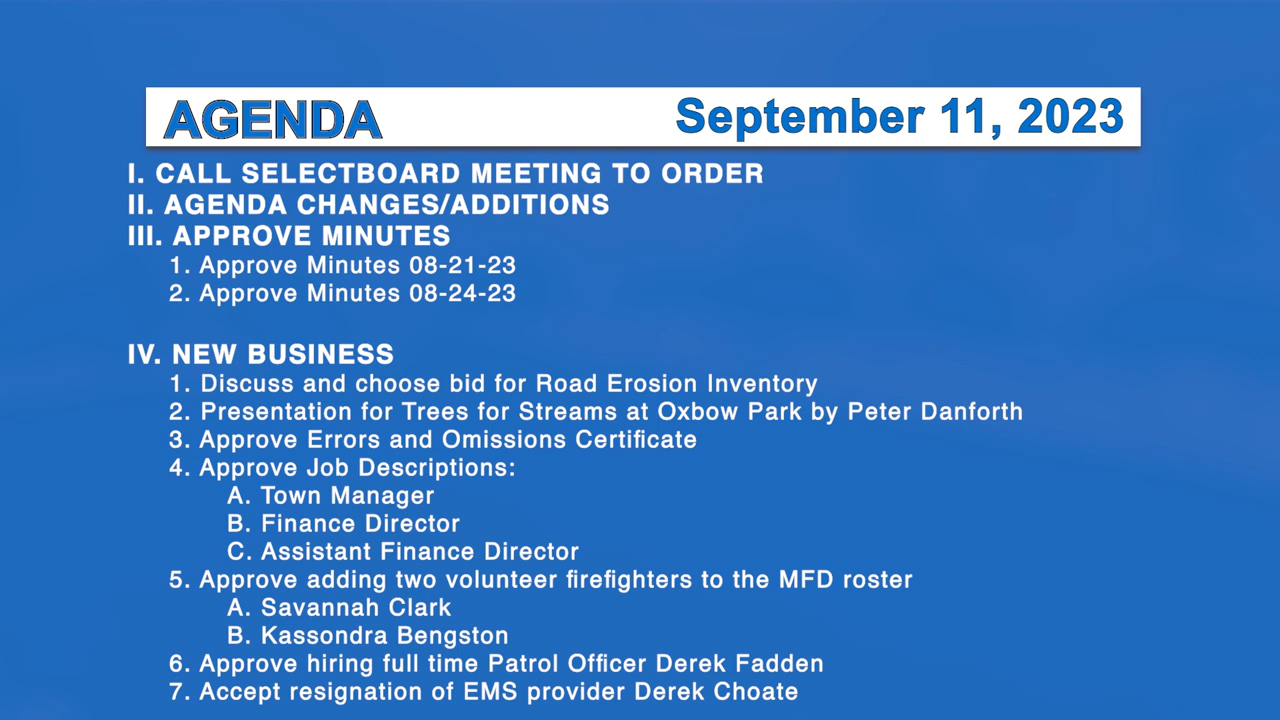 AGENDA September 11, 2023
I. CALL SELECTBOARD MEETING TO ORDER
II. AGENDA CHANGES/ADDITIONS
III. APPROVE MINUTES
1. Approve Minutes 08-21-23
2. Approve Minutes 08-24-23
IV. NEW BUSINESS
1. Discuss and choose bid for Road Erosion Inventory
2. Presentation for Trees for Streams at Oxbow Park by Peter Danforth
3. Approve Errors and Omissions Certificate
4. Approve Job Descriptions:
A. Town Manager
B. Finance Director
C. Assistant Finance Director
5. Approve adding two volunteer firefighters to the MFD roster
A. Savannah Clark
B. Kassondra Bengston
6. Approve hiring full time Patrol Officer Derek Fadden
7. Accept resignation of EMS provider Derek Choate